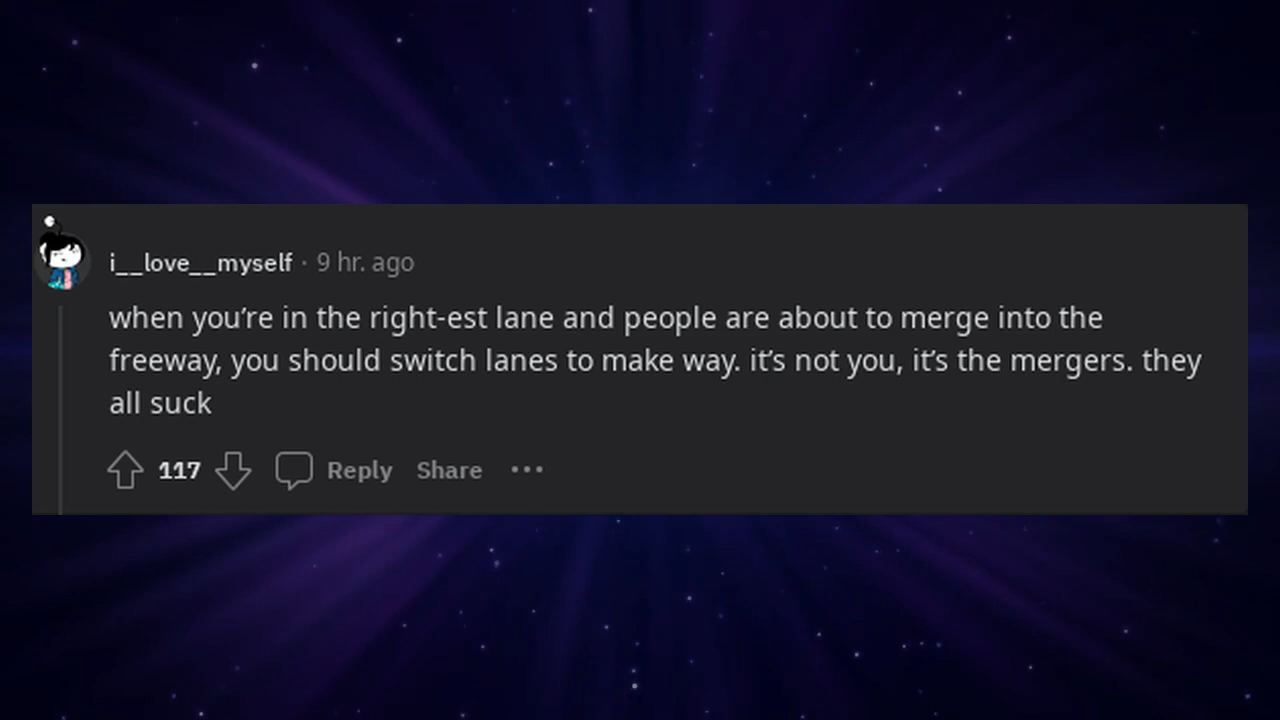 i__love__myself · 9 hr. ago
when you’re in the right-est lane and people are about to merge into the
freeway, you should switch lanes to make way. it’s not you, it’s the mergers. they
all suck
117 Reply Share •••